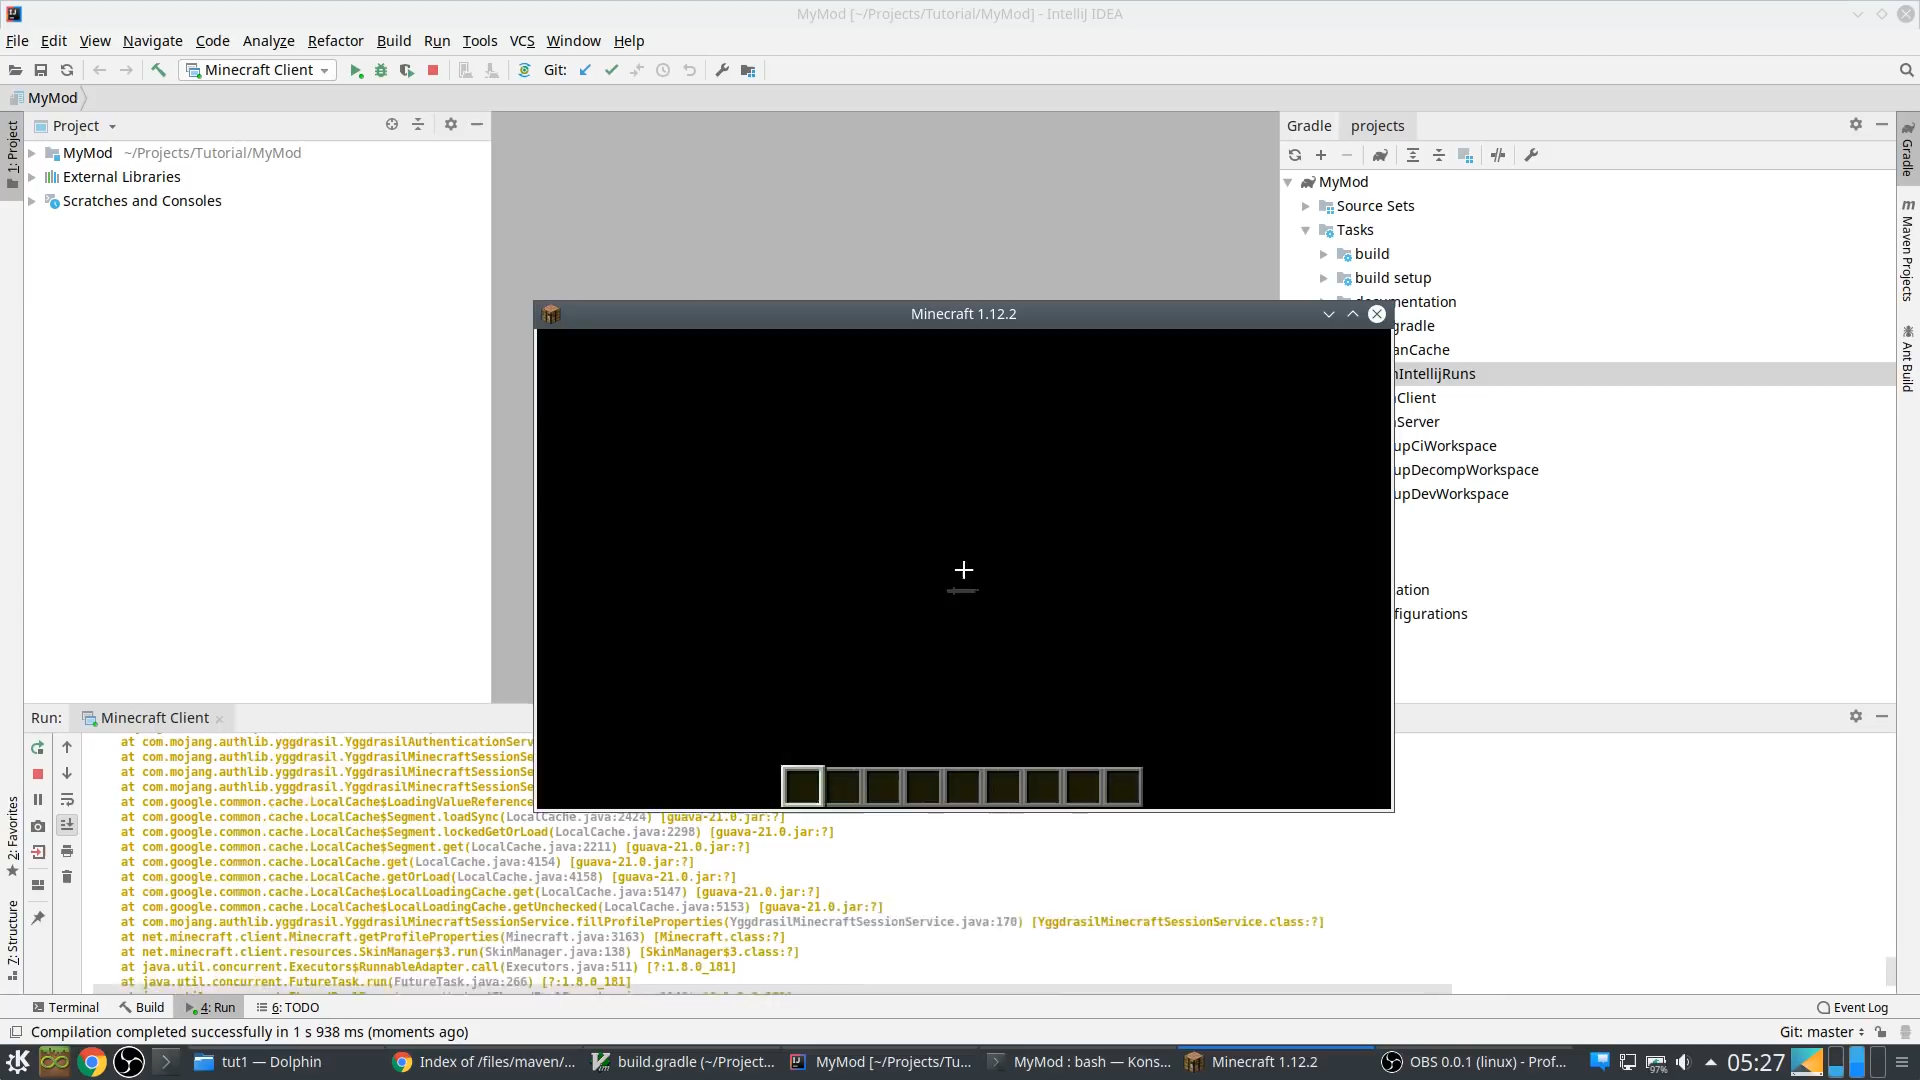 MyMod [~/Projects/Tutorial/MyMod] - IntelliJ IDEA
File Edit View Navigate Code Analyze Refactor Build Run Tools VCS Window Help
Minecraft Client Git:
MyMod
1: Project
Project
MyMod ~/Projects/Tutorial/MyMod
External Libraries
Scratches and Consoles
Gradle projects
MyMod
Source Sets
Tasks
build
build setup
documentation
gradle
anCache
nIntellijRuns
Client
Server
upCiWorkspace
upDecompWorkspace
upDevWorkspace
ation
figurations
Gradle
Maven Projects
Ant Build
Minecraft 1.12.2
Run: Minecraft Client
at com.mojang.authlib.yggdrasil.YggdrasilAuthenticationServ
at com.mojang.authlib.yggdrasil.YggdrasilMinecraftSessionSe
at com.mojang.authlib.yggdrasil.YggdrasilMinecraftSessionSe
at com.mojang.authlib.yggdrasil.YggdrasilMinecraftSessionSe
at com.google.common.cache.LocalCache$LoadingValueReference
at com.google.common.cache.LocalCache$Segment.loadSync(LocalCache.java:2424) [guava-21.0.jar:?]
at com.google.common.cache.LocalCache$Segment.lockedGetOrLoad(LocalCache.java:2298) [guava-21.0.jar:?]
at com.google.common.cache.LocalCache$Segment.get(LocalCache.java:2211) [guava-21.0.jar:?]
at com.google.common.cache.LocalCache.get(LocalCache.java:4154) [guava-21.0.jar:?]
at com.google.common.cache.LocalCache.getOrLoad(LocalCache.java:4158) [guava-21.0.jar:?]
at com.google.common.cache.LocalCache$LocalLoadingCache.get(LocalCache.java:5147) [guava-21.0.jar:?]
at com.google.common.cache.LocalCache$LocalLoadingCache.getUnchecked(LocalCache.java:5153) [guava-21.0.jar:?]
at com.mojang.authlib.yggdrasil.YggdrasilMinecraftSessionService.fillProfileProperties(YggdrasilMinecraftSessionService.java:170) [YggdrasilMinecraftSessionService.class:?]
at net.minecraft.client.Minecraft.getProfileProperties(Minecraft.java:3163) [Minecraft.class:?]
at net.minecraft.client.resources.SkinManager$3.run(SkinManager.java:138) [SkinManager$3.class:?]
at java.util.concurrent.Executors$RunnableAdapter.call(Executors.java:511) [?:1.8.0_181]
at java.util.concurrent.FutureTask.run(FutureTask.java:266) [?:1.8.0_181]
2: Favorites
7: Structure
Terminal Build 4: Run 6: TODO Event Log
Compilation completed successfully in 1 s 938 ms (moments ago) Git: master
tut1 — Dolphin Index of /files/maven/... build.gradle (~/Project... MyMod [~/Projects/Tu... MyMod : bash — Kons... Minecraft 1.12.2 OBS 0.0.1 (linux) - Prof... 97% 05:27